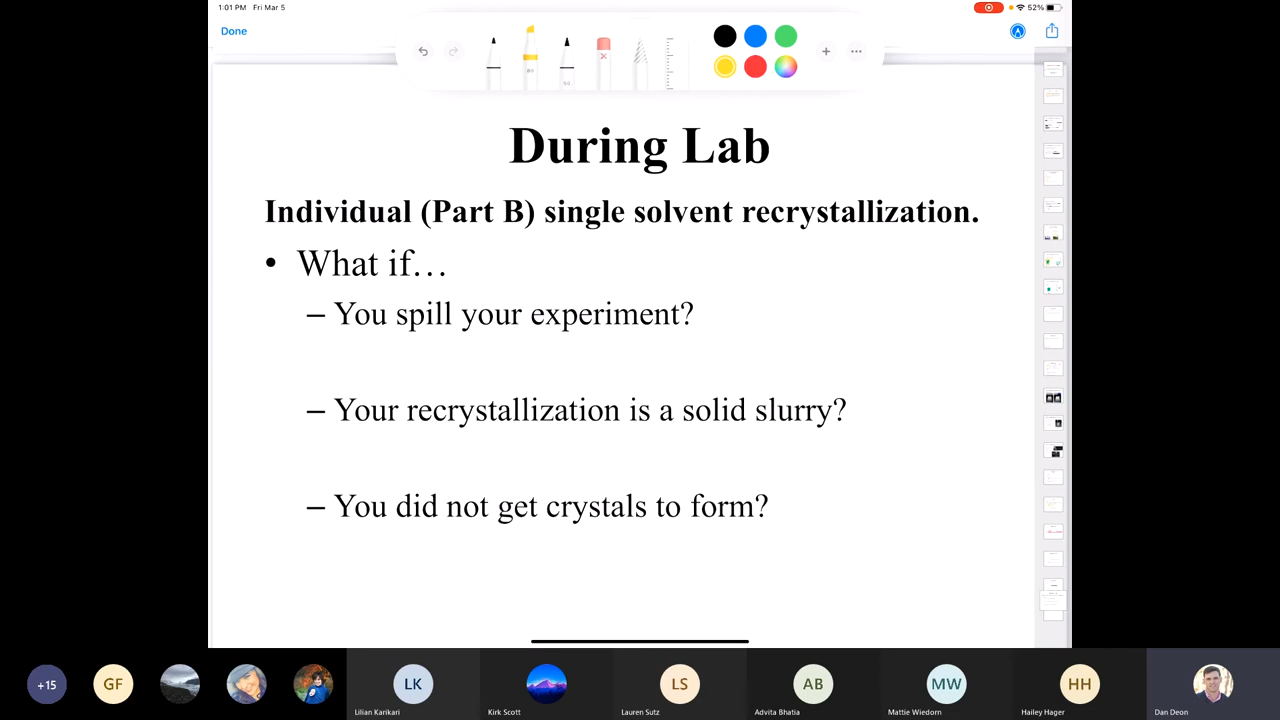 1:01 PM Fri Mar 5
52%
Done
During Lab
Individual (Part B) single solvent recrystallization.
• What if…
– You spill your experiment?
– Your recrystallization is a solid slurry?
– You did not get crystals to form?
+15
GF
LK
LS
AB
MW
HH
Lilian Karikari
Kirk Scott
Lauren Sutz
Advita Bhatia
Mattie Wiedorn
Hailey Hager
Dan Deon